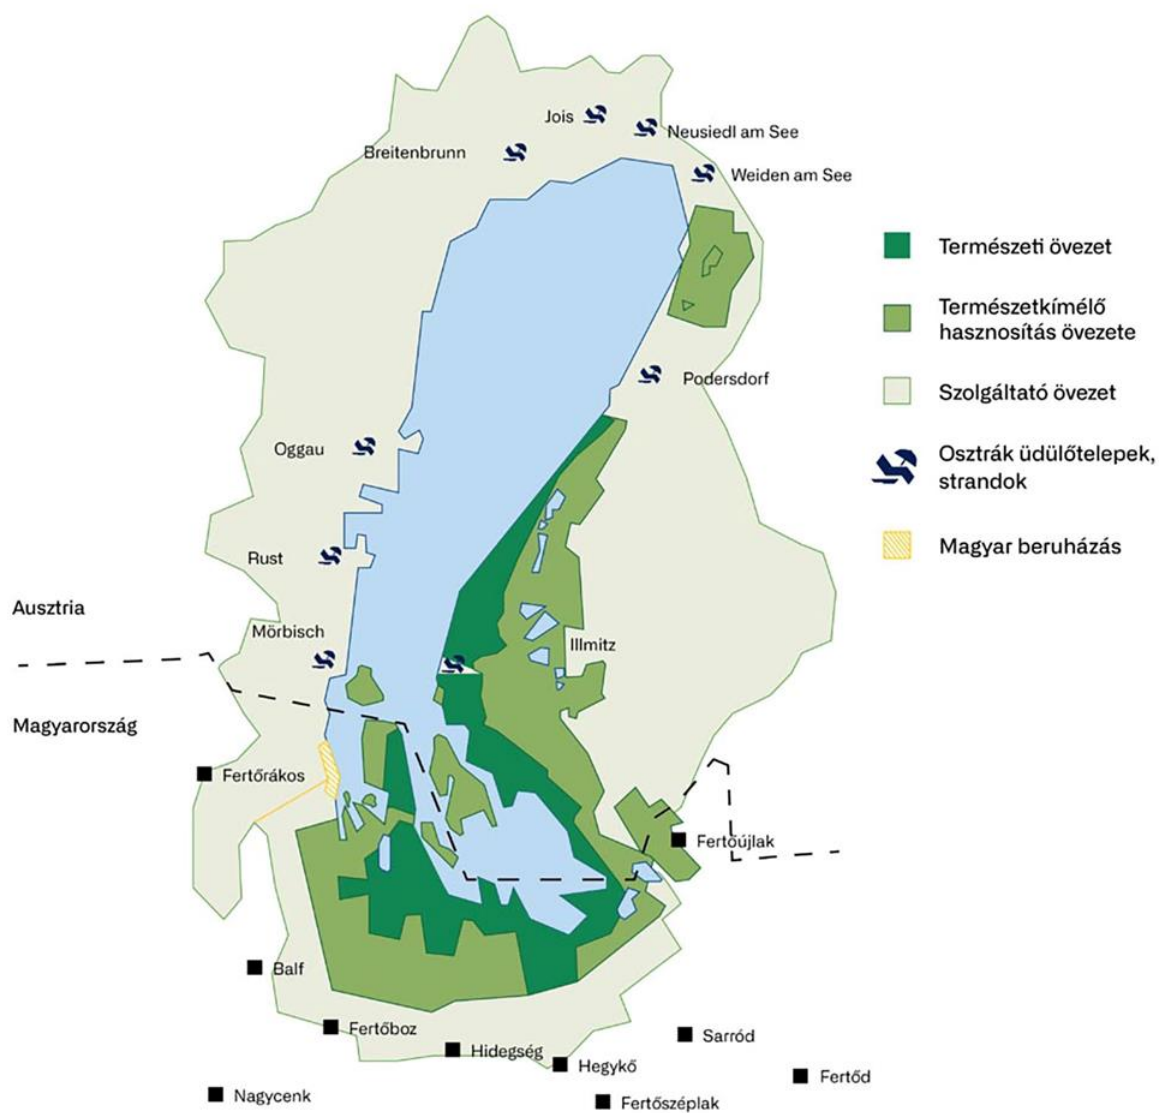 Jois
Neusiedl am See
Breitenbrunn
Weiden am See
Természeti övezet
Természetkímélő
hasznosítás övezete
Podersdorf
Szolgáltató övezet
Oggau
Osztrák üdülőtelepek,
strandok
Rust
Magyar beruházás
Ausztria
Mörbisch
Illmitz
Magyarország
Fertőrákos
Fertőújlak
Balf
Fertőboz
Sarród
Hidegség
Hegykő
Fertőd
Nagycenk
Fertőszéplak